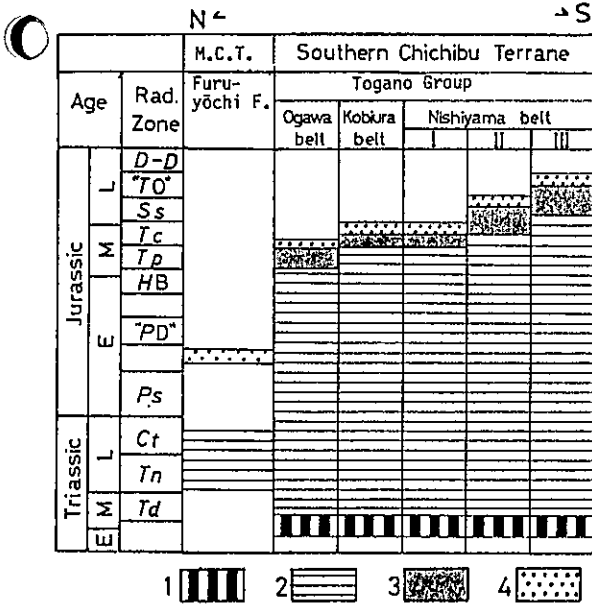 N S
M.C.T. Southern Chichibu Terrane
Age Rad. Zone Furu-yōchi F. Togano Group
Ogawa belt Kobiura belt Nishiyama belt
I II III
Jurassic L D-D
"TO"
Ss
M Tc
Tp
E HB
"PD"
Ps
Triassic L Ct
Tn
M Td
E
1 2 3 4